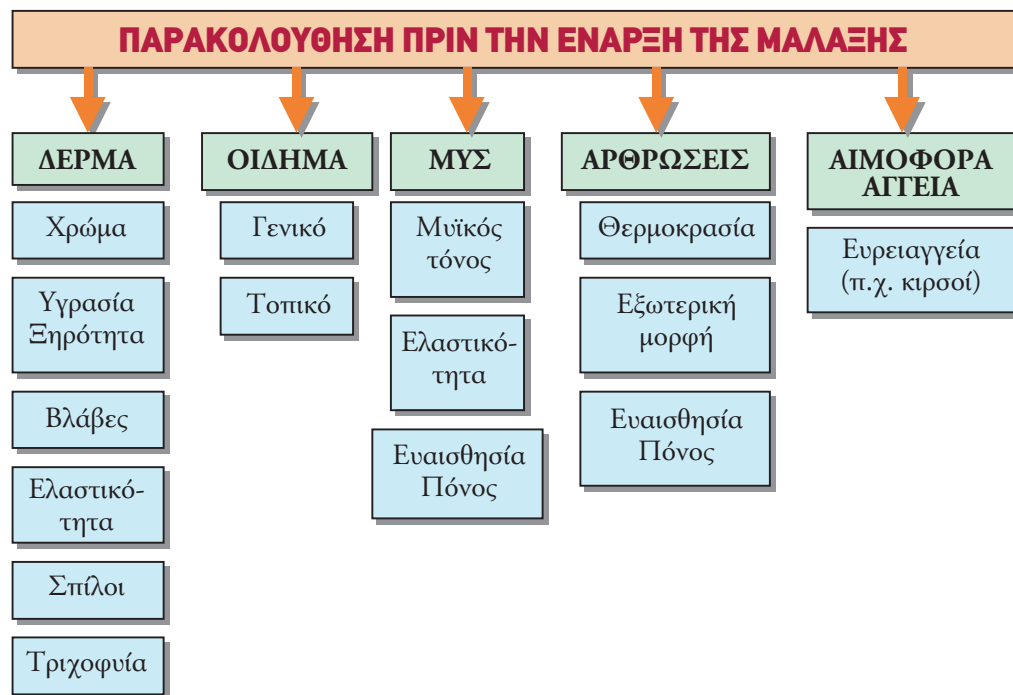 ΠΑΡΑΚΟΛΟΥΘΗΣΗ ΠΡΙΝ ΤΗΝ ΕΝΑΡΞΗ ΤΗΣ ΜΑΛΑΞΗΣ
ΔΕΡΜΑ
Χρώμα
Υγρασία
Ξηρότητα
Βλάβες
Ελαστικό-
τητα
Σπίλοι
Τριχοφυία
ΟΙΔΗΜΑ
Γενικό
Τοπικό
ΜΥΣ
Μυϊκός
τόνος
Ελαστικό-
τητα
Ευαισθησία
Πόνος
ΑΡΘΡΩΣΕΙΣ
Θερμοκρασία
Εξωτερική
μορφή
Ευαισθησία
Πόνος
ΑΙΜΟΦΟΡΑ
ΑΓΓΕΙΑ
Ευρειαγγεία
(π.χ. κιρσοί)